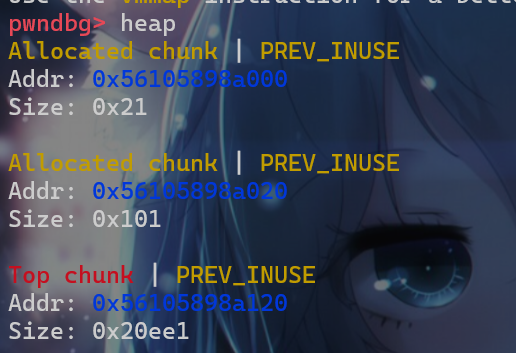 pwndbg> heap
Allocated chunk | PREV_INUSE
Addr: 0x56105898a000
Size: 0x21
Allocated chunk | PREV_INUSE
Addr: 0x56105898a020
Size: 0x101
Top chunk | PREV_INUSE
Addr: 0x56105898a120
Size: 0x20ee1